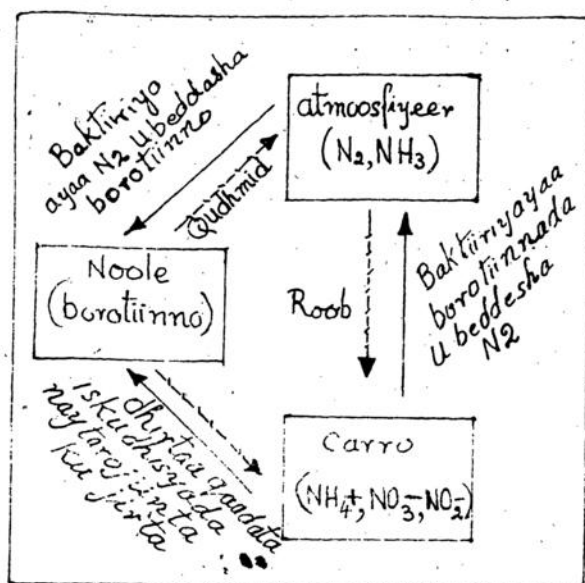 Baktiiriyo
ayaa N2 u beddasha
borotiinno
Qudhmid
atmoosfiyeer
(N2, NH3)
Noole
(borotiinno)
Roob
Baktiiriyayaa
borotiinnada
u beddesha
N2
Carro
(NH4+, NO3-, NO2-)
dhirtaa qaadata
iskudhisyada
naytarojiinta
ku jirta